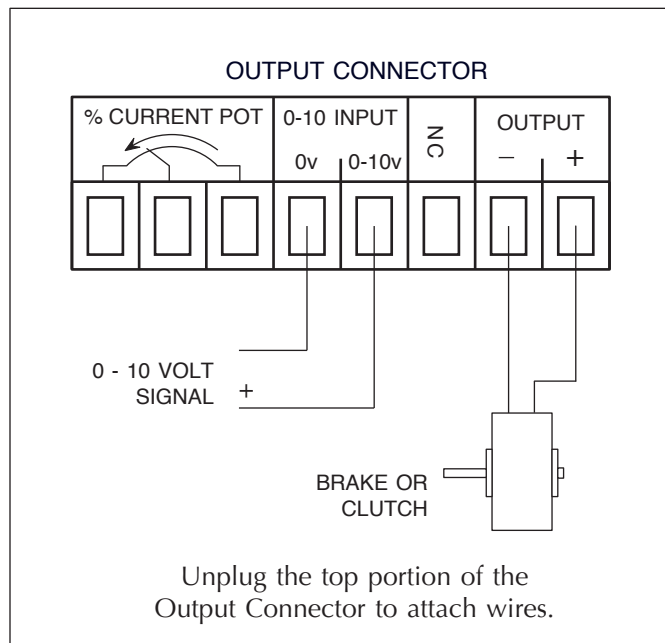 OUTPUT CONNECTOR
% CURRENT POT
0-10 INPUT
NC
OUTPUT
0v
0-10v
–
+
0 - 10 VOLT
SIGNAL
+
BRAKE OR
CLUTCH
Unplug the top portion of the
Output Connector to attach wires.